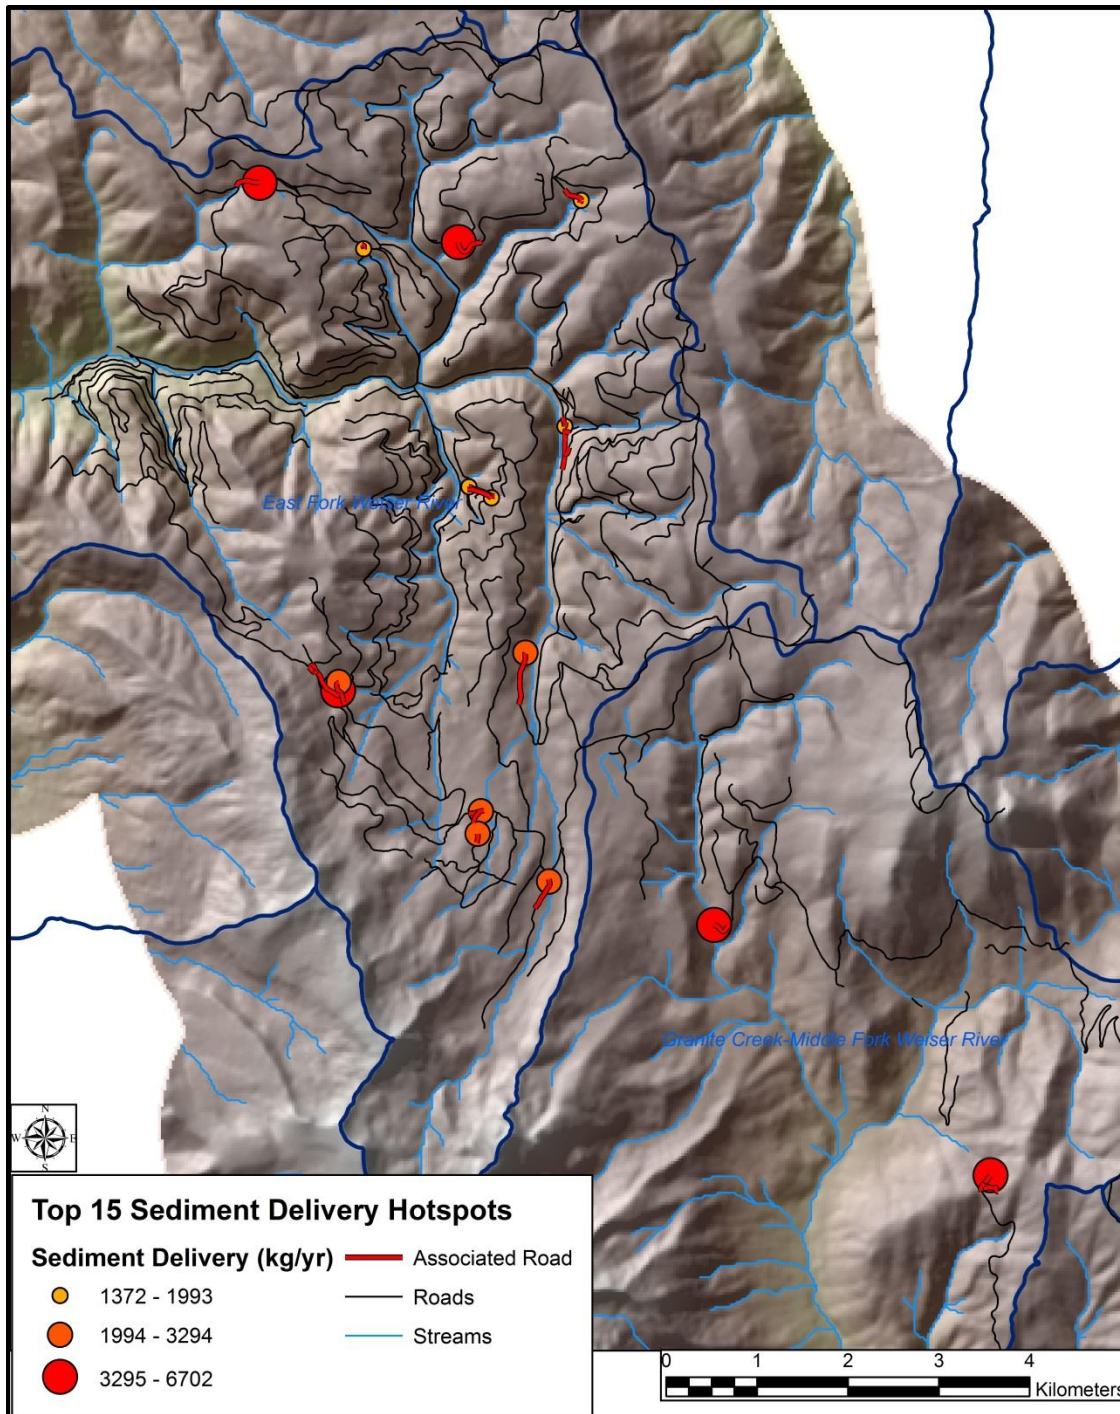 East Fork Weiser River
Granite Creek-Middle Fork Weiser River
N
W E
S
Top 15 Sediment Delivery Hotspots
Sediment Delivery (kg/yr)
1372 - 1993
1994 - 3294
3295 - 6702
Associated Road
Roads
Streams
0 1 2 3 4
Kilometers